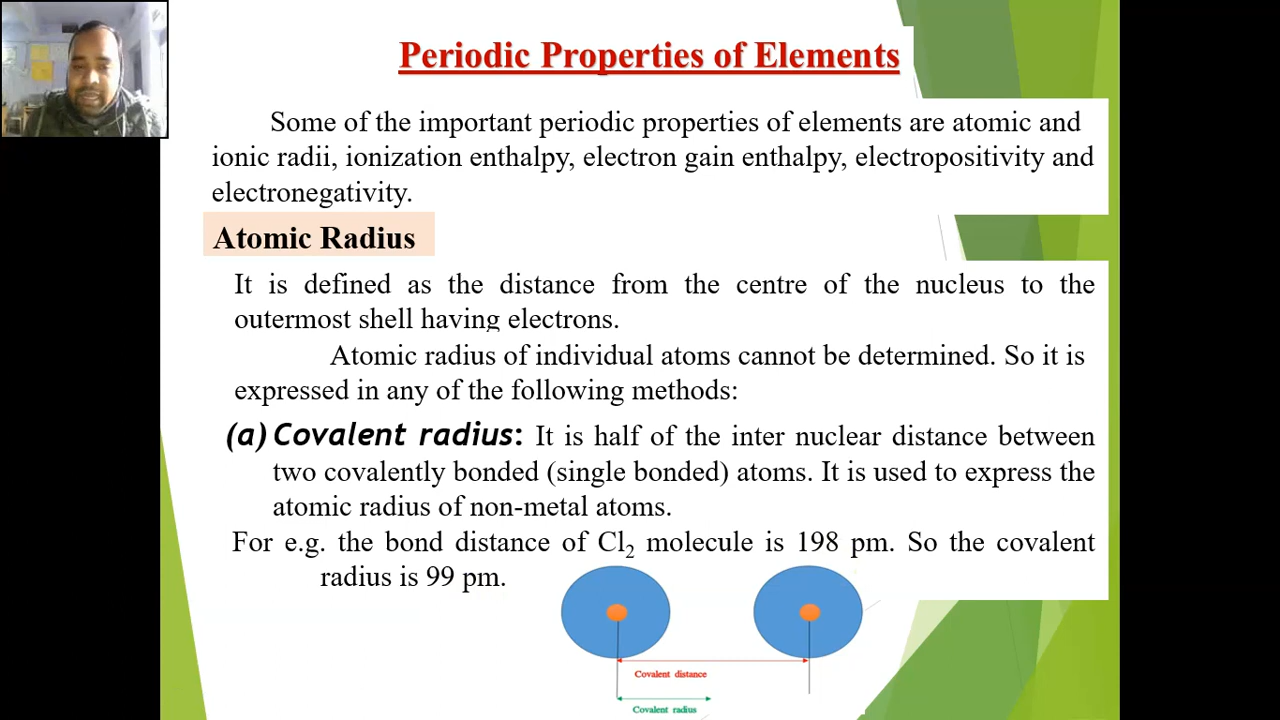 Periodic Properties of Elements
Some of the important periodic properties of elements are atomic and
ionic radii, ionization enthalpy, electron gain enthalpy, electropositivity and
electronegativity.
Atomic Radius
It is defined as the distance from the centre of the nucleus to the
outermost shell having electrons.
Atomic radius of individual atoms cannot be determined. So it is
expressed in any of the following methods:
(a) Covalent radius: It is half of the inter nuclear distance between
two covalently bonded (single bonded) atoms. It is used to express the
atomic radius of non-metal atoms.
For e.g. the bond distance of Cl₂ molecule is 198 pm. So the covalent
radius is 99 pm.
Covalent distance
Covalent radius